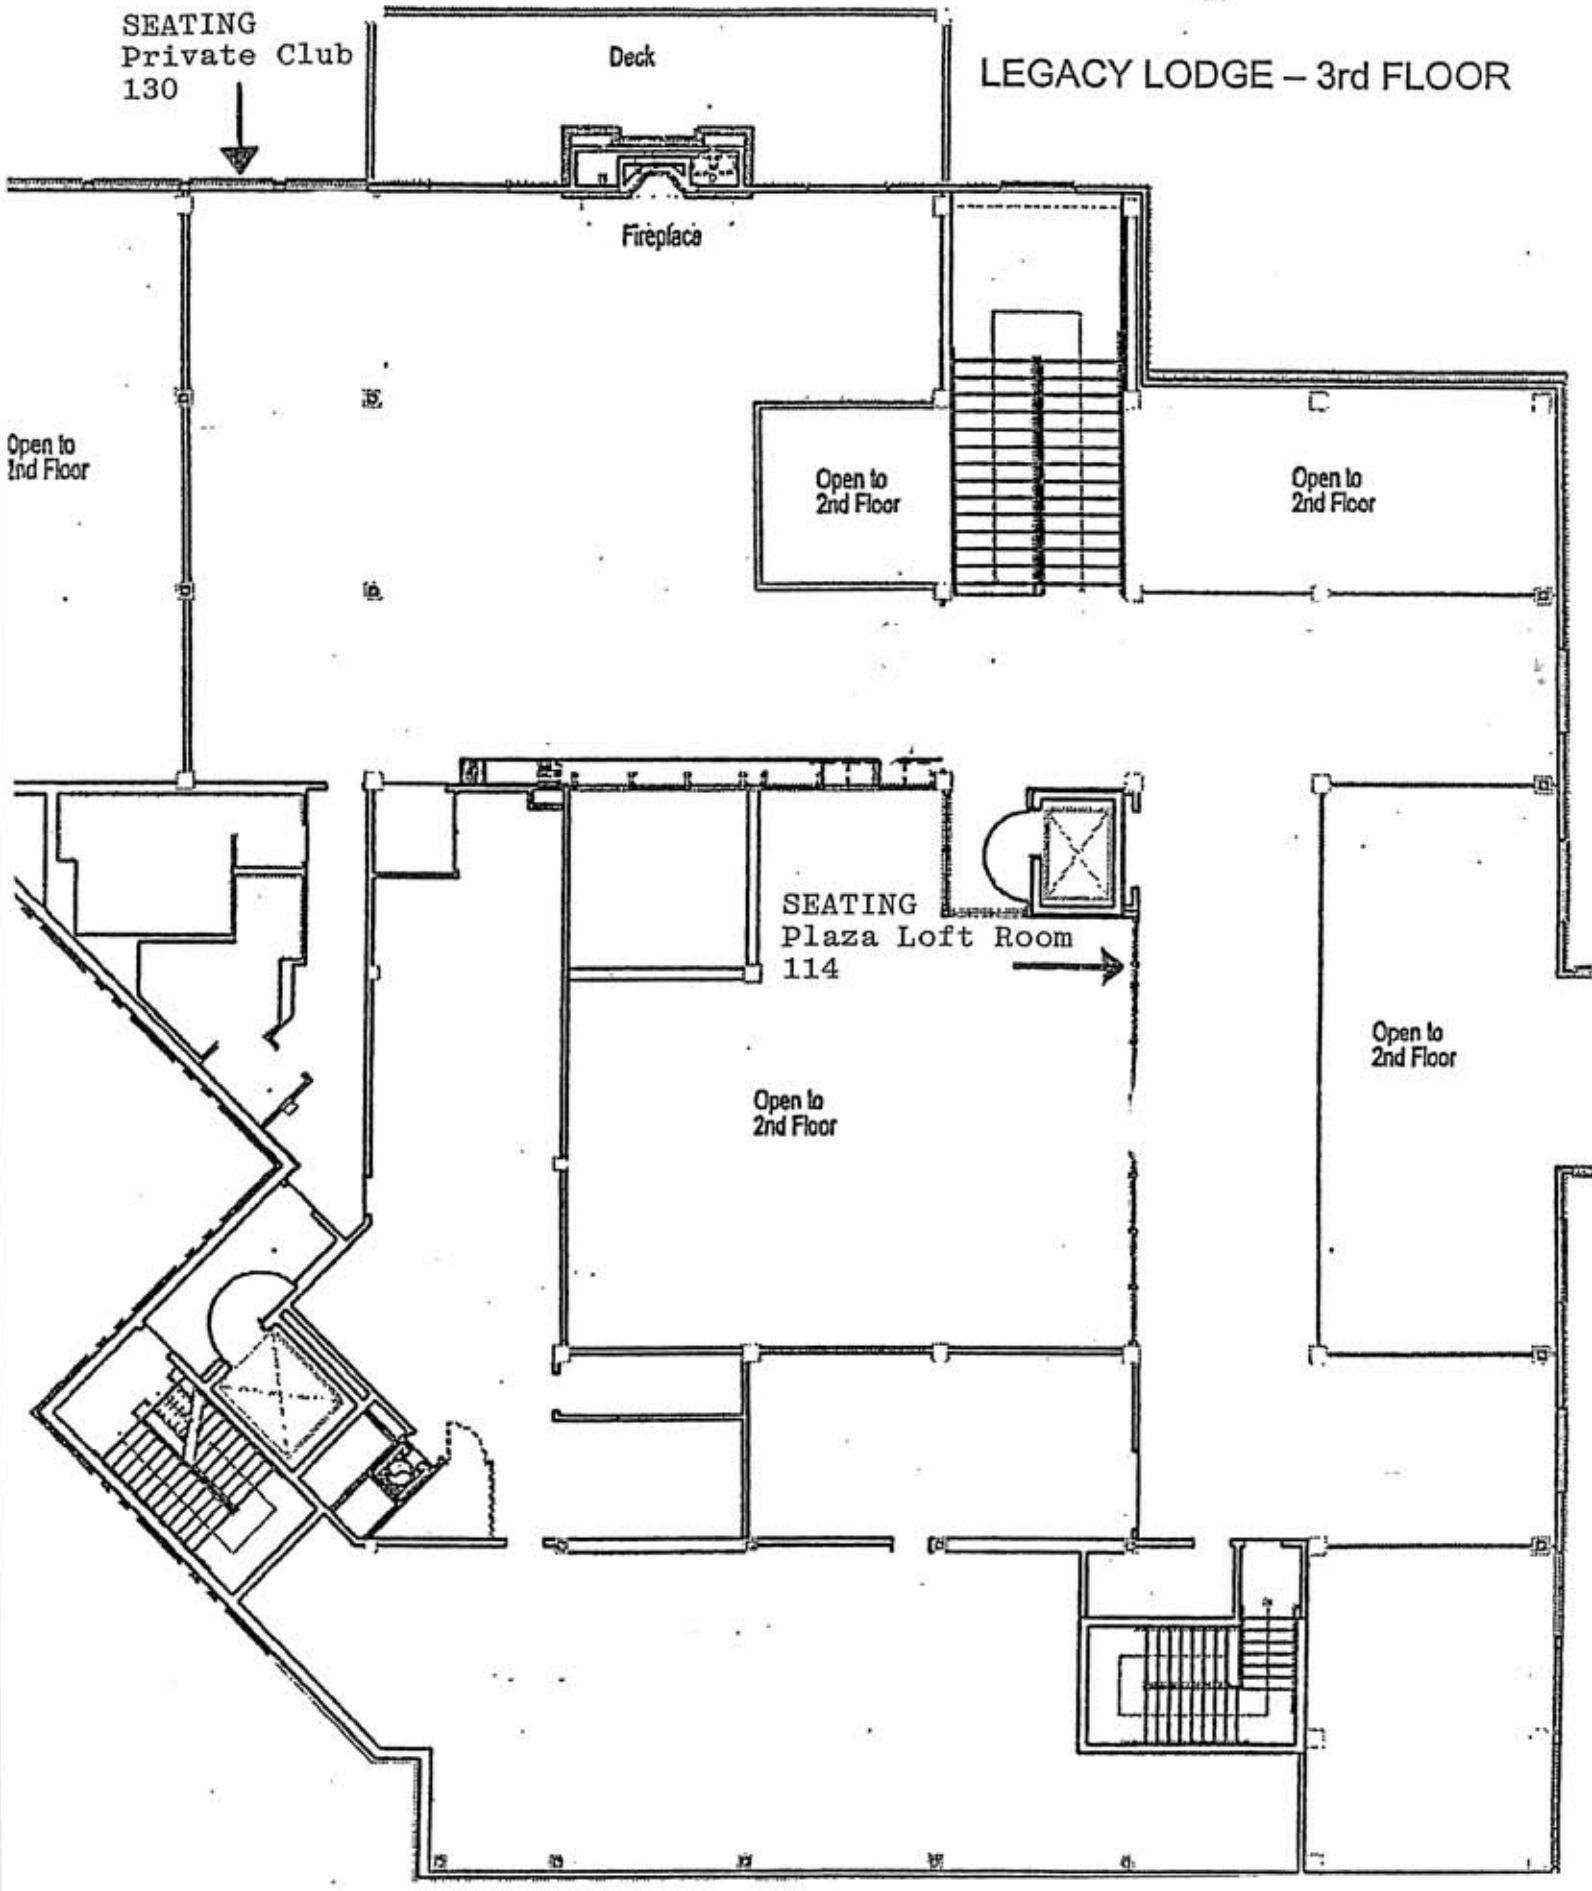 SEATING
Private Club
130
Deck
LEGACY LODGE – 3rd FLOOR
Fireplace
Open to
2nd Floor
Open to
2nd Floor
Open to
2nd Floor
SEATING
Plaza Loft Room
114
Open to
2nd Floor
Open to
2nd Floor